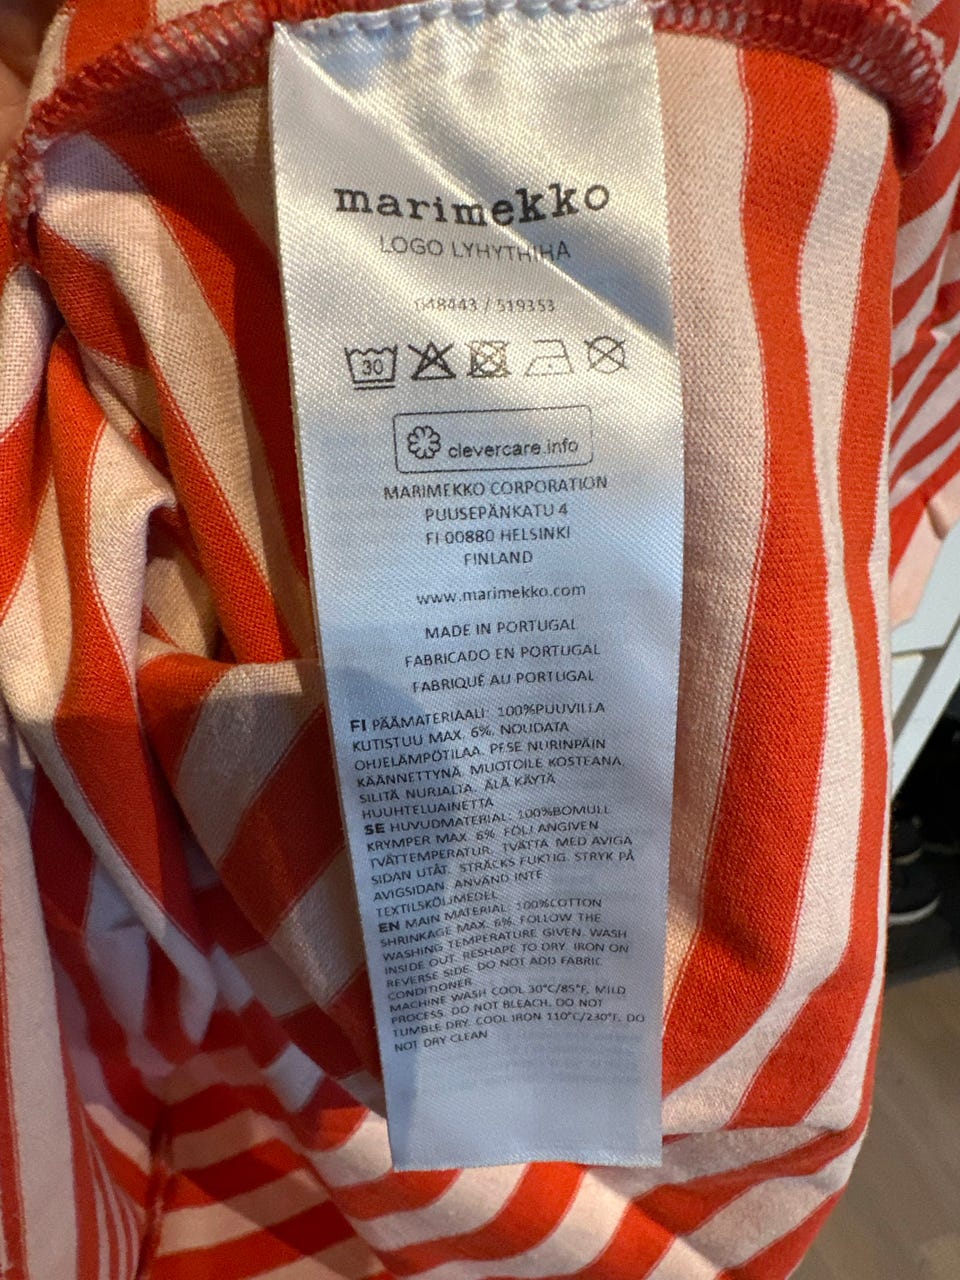 marimekko
LOGO LYHYTHIHA
048443 / 519353
30
clevercare.info
MARIMEKKO CORPORATION
PUUSEPÄNKATU 4
FI 00880 HELSINKI
FINLAND
www.marimekko.com
MADE IN PORTUGAL
FABRICADO EN PORTUGAL
FABRIQUÉ AU PORTUGAL
FI PÄÄMATERIAALI: 100%PUUVILLA
KUTISTUU MAX. 6%. NOUDATA
OHJELÄMPÖTILAA. PESE NURINPÄIN
KÄÄNNETTYNÄ. MUOTOILE KOSTEANA.
SILITÄ NURJALTA. ÄLÄ KÄYTÄ
HUUHTELUAINETTA
SE HUVUDMATERIAL: 100%BOMULL
KRYMPER MAX. 6%. FÖLJ ANGIVEN
TVÄTTEMPERATUR. TVÄTTA MED AVIGA
SIDAN UTÅT. STRÄCKS FUKTIG. STRYK PÅ
AVIGSIDAN. ANVÄND INTE
TEXTILSKÖLJMEDEL
EN MAIN MATERIAL: 100%COTTON
SHRINKAGE MAX. 6%. FOLLOW THE
WASHING TEMPERATURE GIVEN. WASH
INSIDE OUT. RESHAPE TO DRY. IRON ON
REVERSE SIDE. DO NOT ADD FABRIC
CONDITIONER
MACHINE WASH COOL 30°C/85°F, MILD
PROCESS. DO NOT BLEACH. DO NOT
TUMBLE DRY. COOL IRON 110°C/230°F. DO
NOT DRY CLEAN